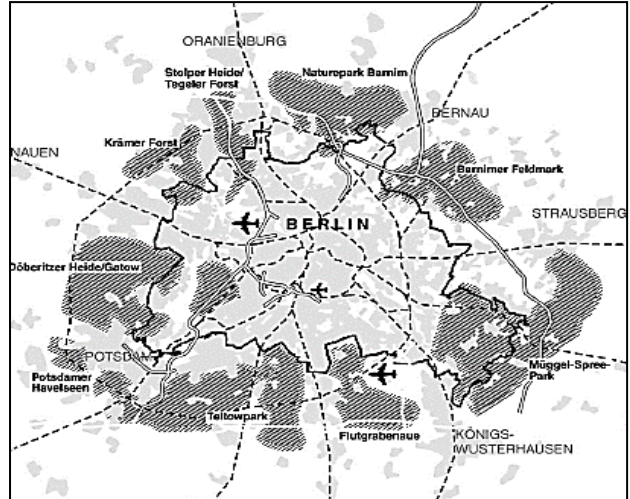 ORANIENBURG
Stolper Heide/
Tegeler Forst
Naturepark Barnim
BERNAU
Krämer Forst
NAUEN
Barnimer Feldmark
STRAUSBERG
BERLIN
Döberitzer Heide/Gatow
POTSDAM
Potsdamer
Havelseen
Müggel-Spree-
Park
Teltowpark
Flutgrabenaue
KÖNIGS-
WUSTERHAUSEN